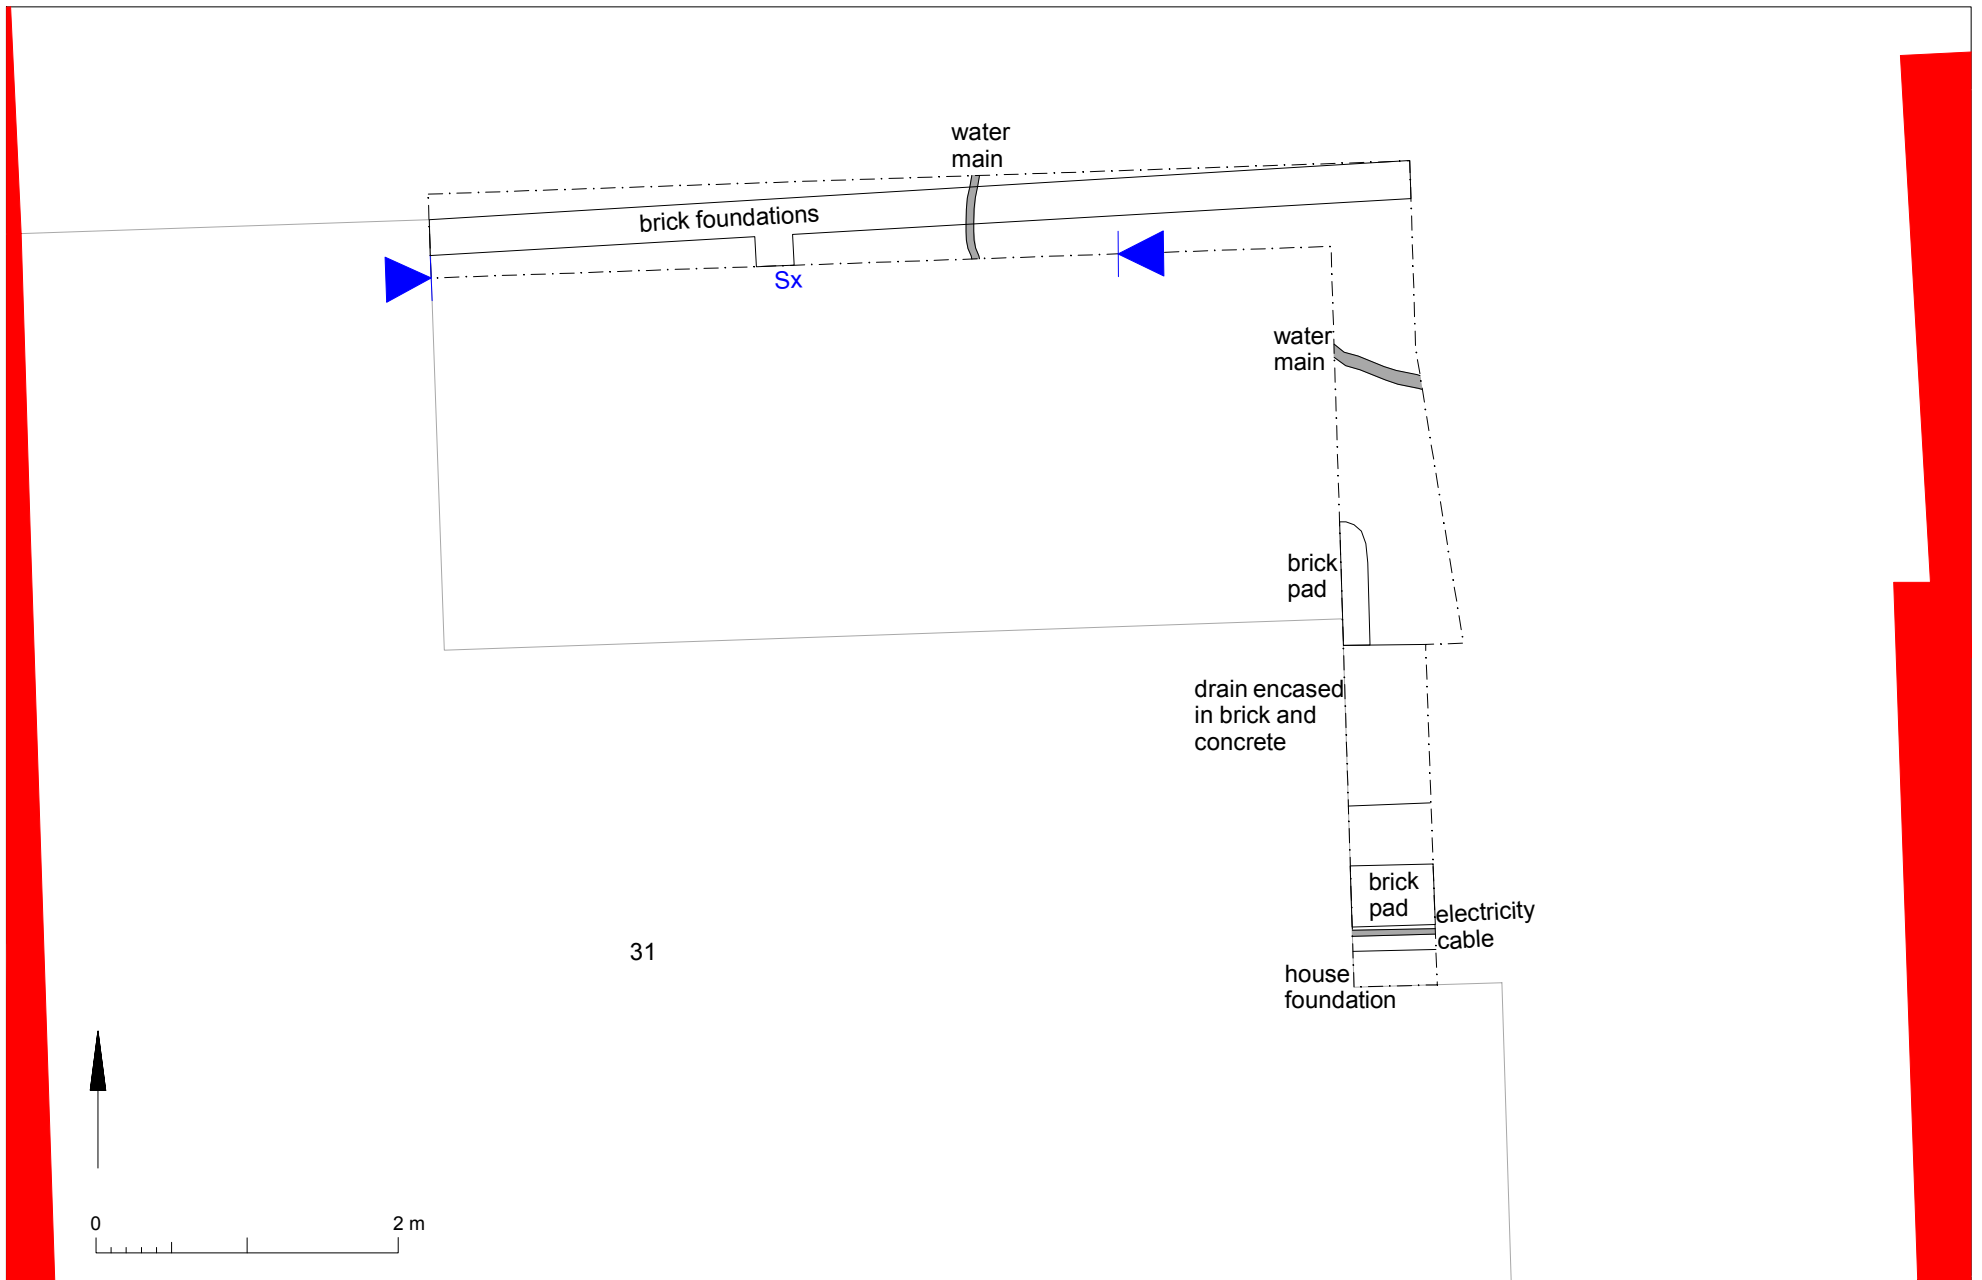 water
main
brick foundations
Sx
water
main
brick
pad
drain encased
in brick and
concrete
brick
pad
electricity
cable
31
house
foundation
0
2 m